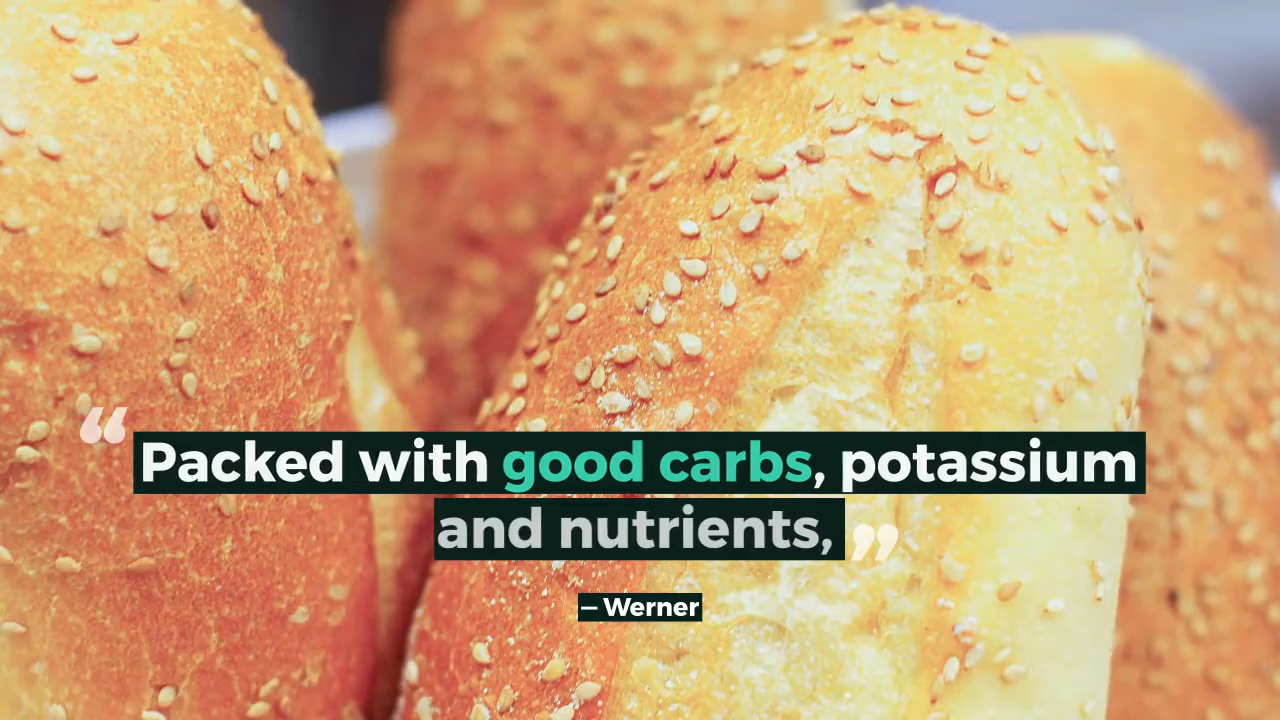 “Packed with good carbs, potassium
and nutrients,”
– Werner